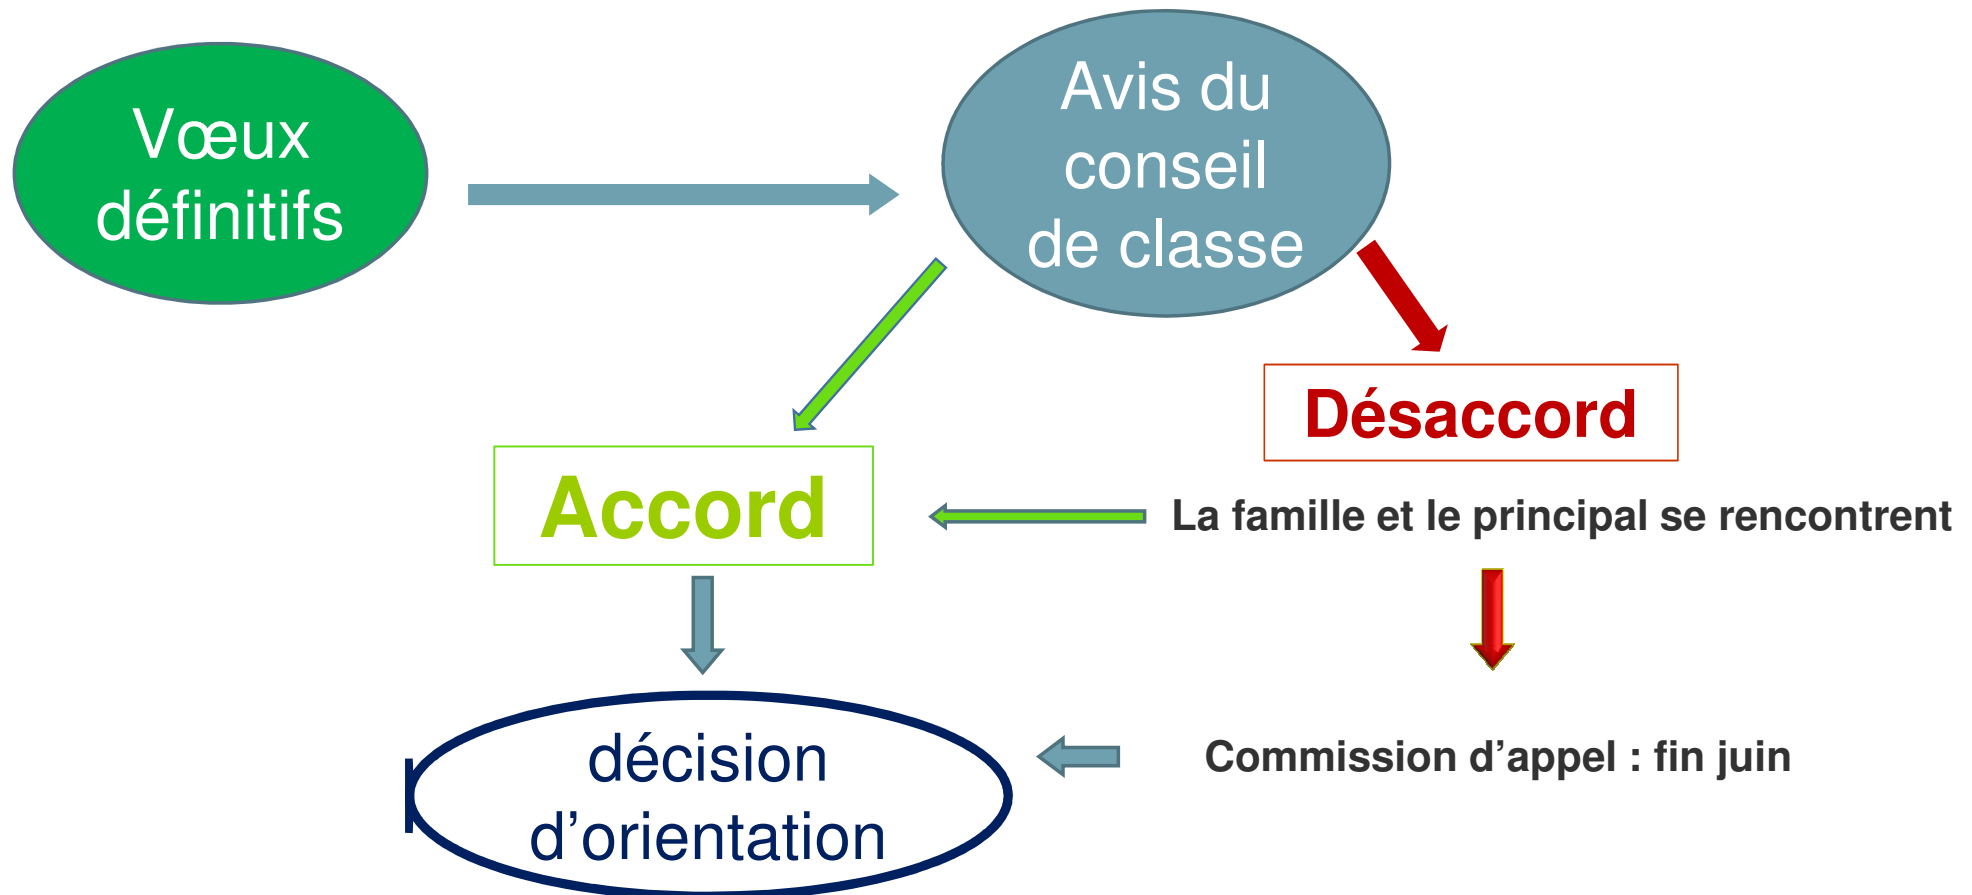 Vœux
définitifs
Avis du
conseil
de classe
Désaccord
Accord
La famille et le principal se rencontrent
décision
d’orientation
Commission d’appel : fin juin